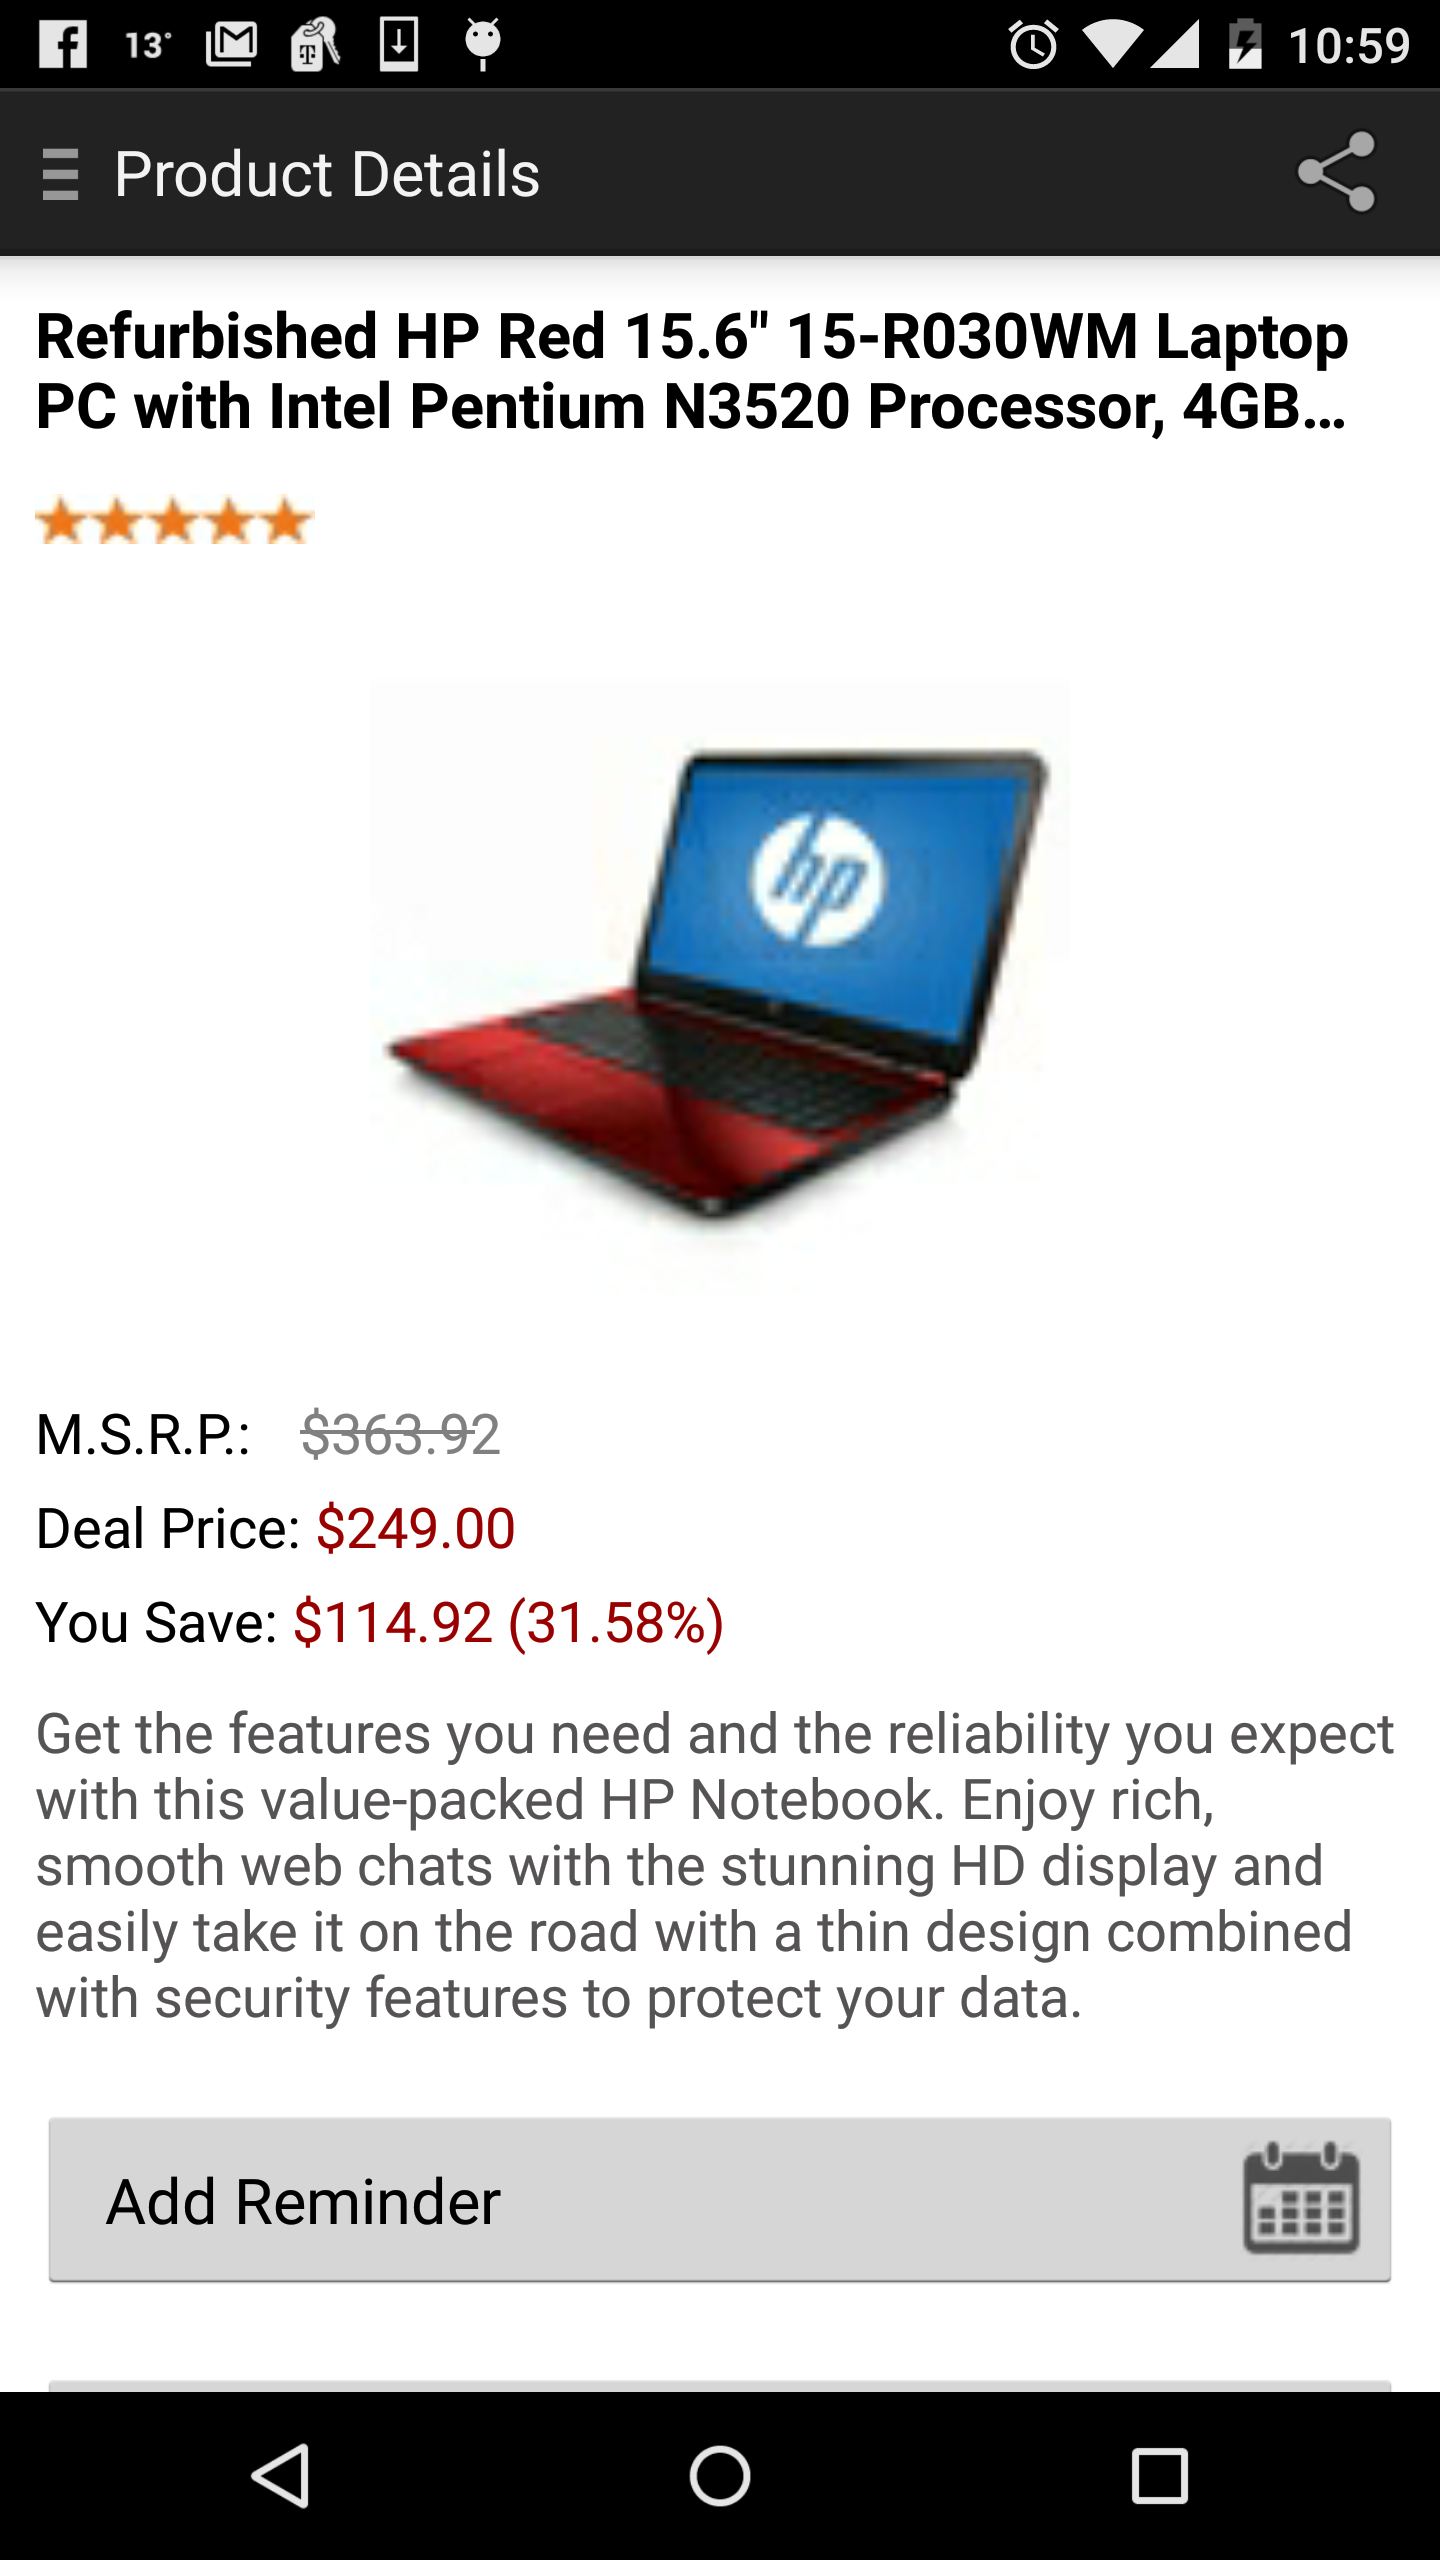 13°
10:59
Product Details
Refurbished HP Red 15.6" 15-R030WM Laptop
PC with Intel Pentium N3520 Processor, 4GB...
hp
M.S.R.P.: $363.92
Deal Price: $249.00
You Save: $114.92 (31.58%)
Get the features you need and the reliability you expect
with this value-packed HP Notebook. Enjoy rich,
smooth web chats with the stunning HD display and
easily take it on the road with a thin design combined
with security features to protect your data.
Add Reminder